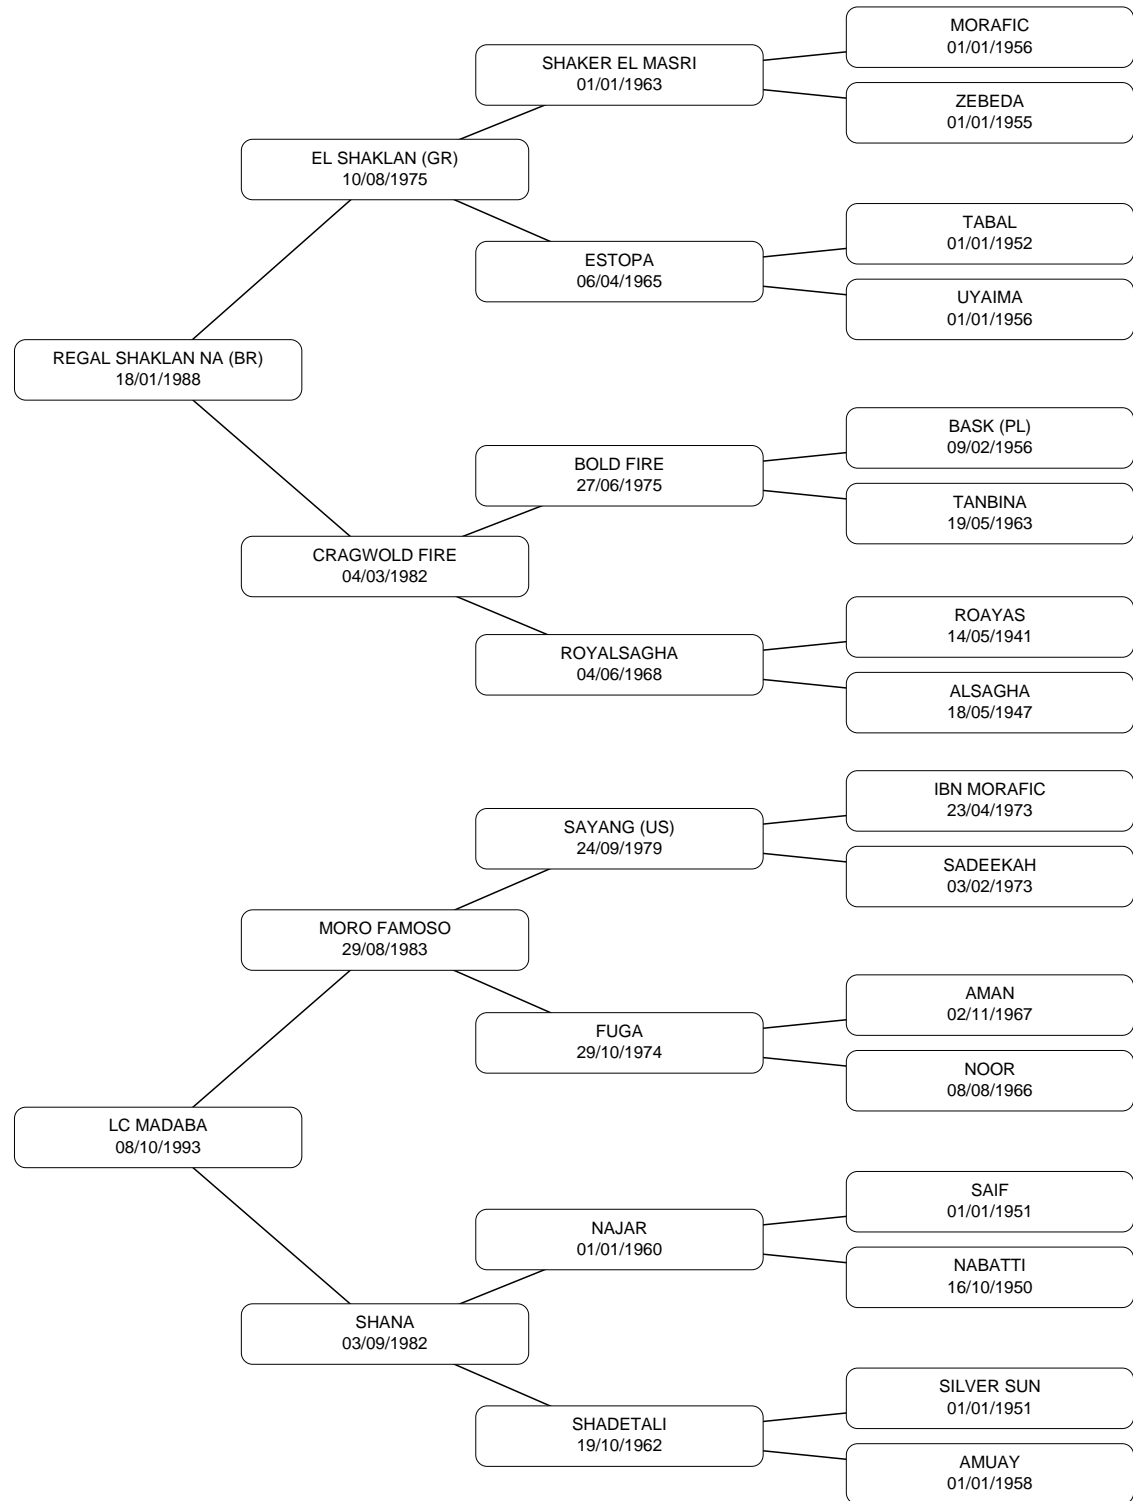 MORAFIC
01/01/1956
SHAKER EL MASRI
01/01/1963
ZEBEDA
01/01/1955
EL SHAKLAN (GR)
10/08/1975
TABAL
01/01/1952
ESTOPA
06/04/1965
UYAIMA
01/01/1956
REGAL SHAKLAN NA (BR)
18/01/1988
BASK (PL)
09/02/1956
BOLD FIRE
27/06/1975
TANBINA
19/05/1963
CRAGWOLD FIRE
04/03/1982
ROAYAS
14/05/1941
ROYALSAGHA
04/06/1968
ALSAGHA
18/05/1947
IBN MORAFIC
23/04/1973
SAYANG (US)
24/09/1979
SADEEKAH
03/02/1973
MORO FAMOSO
29/08/1983
AMAN
02/11/1967
FUGA
29/10/1974
NOOR
08/08/1966
LC MADABA
08/10/1993
SAIF
01/01/1951
NAJAR
01/01/1960
NABATTI
16/10/1950
SHANA
03/09/1982
SILVER SUN
01/01/1951
SHADETALI
19/10/1962
AMUAY
01/01/1958